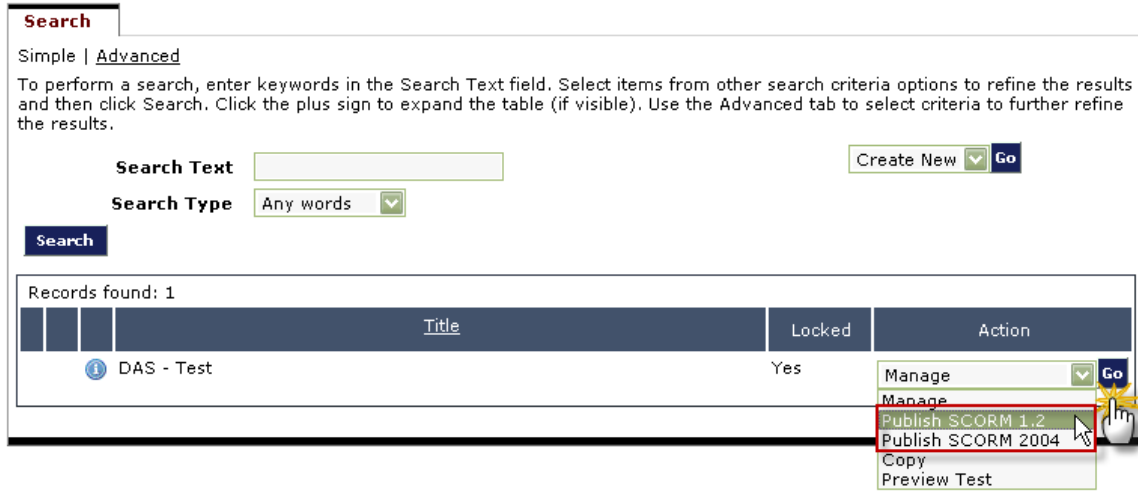 Search
Simple | Advanced
To perform a search, enter keywords in the Search Text field. Select items from other search criteria options to refine the results
and then click Search. Click the plus sign to expand the table (if visible). Use the Advanced tab to select criteria to further refine
the results.
Search Text
Create New Go
Search Type Any words
Search
Records found: 1
Title Locked Action
DAS - Test Yes Manage Go
Manage
Publish SCORM 1.2
Publish SCORM 2004
Copy
Preview Test